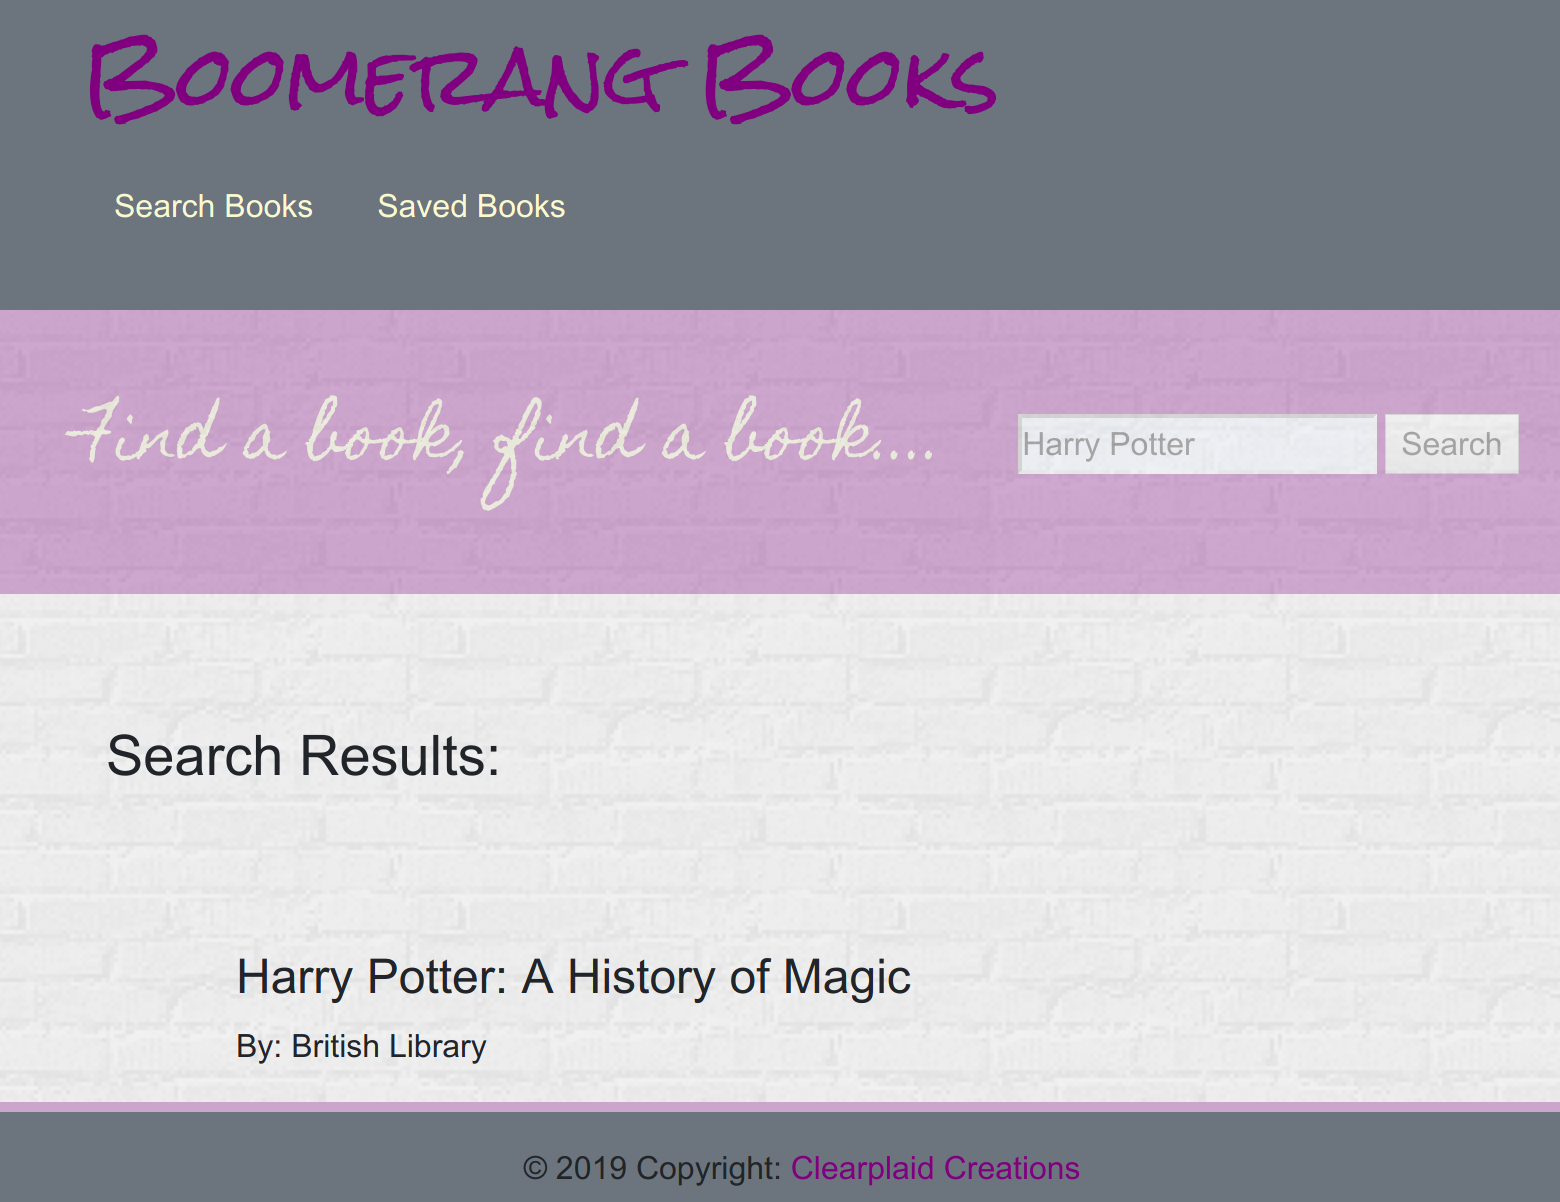 Boomerang Books
Search Books Saved Books
Find a book, find a book....
Harry Potter Search
Search Results:
Harry Potter: A History of Magic
By: British Library
© 2019 Copyright: Clearplaid Creations